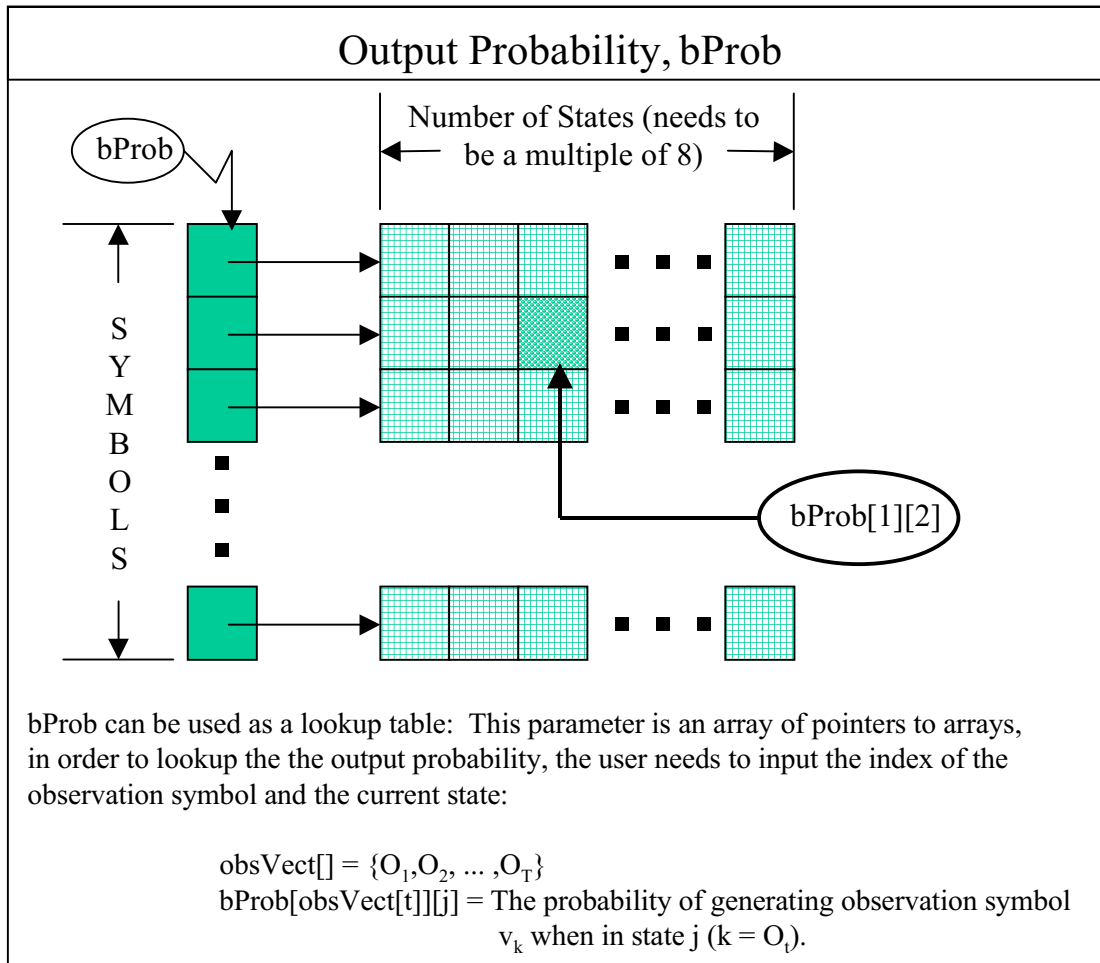 Output Probability, bProb
Number of States (needs to
be a multiple of 8)
bProb
S
Y
M
B
O
L
S
bProb[1][2]
bProb can be used as a lookup table:  This parameter is an array of pointers to arrays,
in order to lookup the the output probability, the user needs to input the index of the
observation symbol and the current state:
obsVect[] = {O₁,O₂, ... ,O_T}
bProb[obsVect[t]][j] = The probability of generating observation symbol
v_k when in state j (k = O_t).